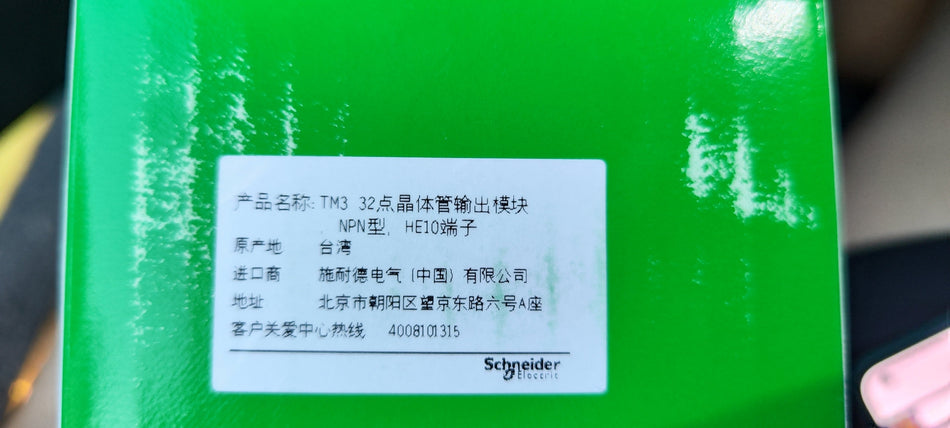 产品名称: TM3 32点晶体管输出模块
NPN型, HE10端子
原产地 台湾
进口商 施耐德电气 (中国) 有限公司
地址 北京市朝阳区望京东路六号A座
客户关爱中心热线 4008101315
Schneider
Electric